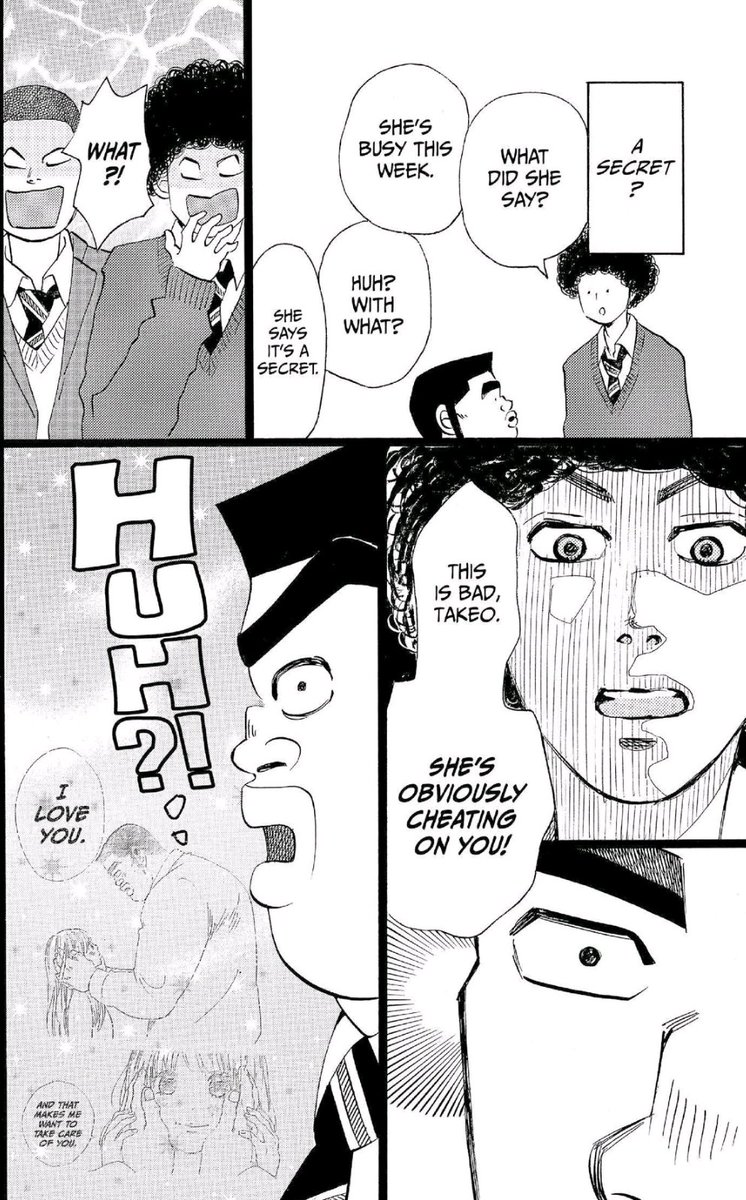 A
SECRET
?
WHAT
DID SHE
SAY?
SHE'S
BUSY THIS
WEEK.
HUH?
WITH
WHAT?
SHE
SAYS
IT'S A
SECRET.
WHAT
?!
THIS
IS BAD,
TAKEO.
SHE'S
OBVIOUSLY
CHEATING
ON YOU!
H
U
H
?!
I
LOVE
YOU.
AND THAT
MAKES ME
WANT TO
TAKE CARE
OF YOU.